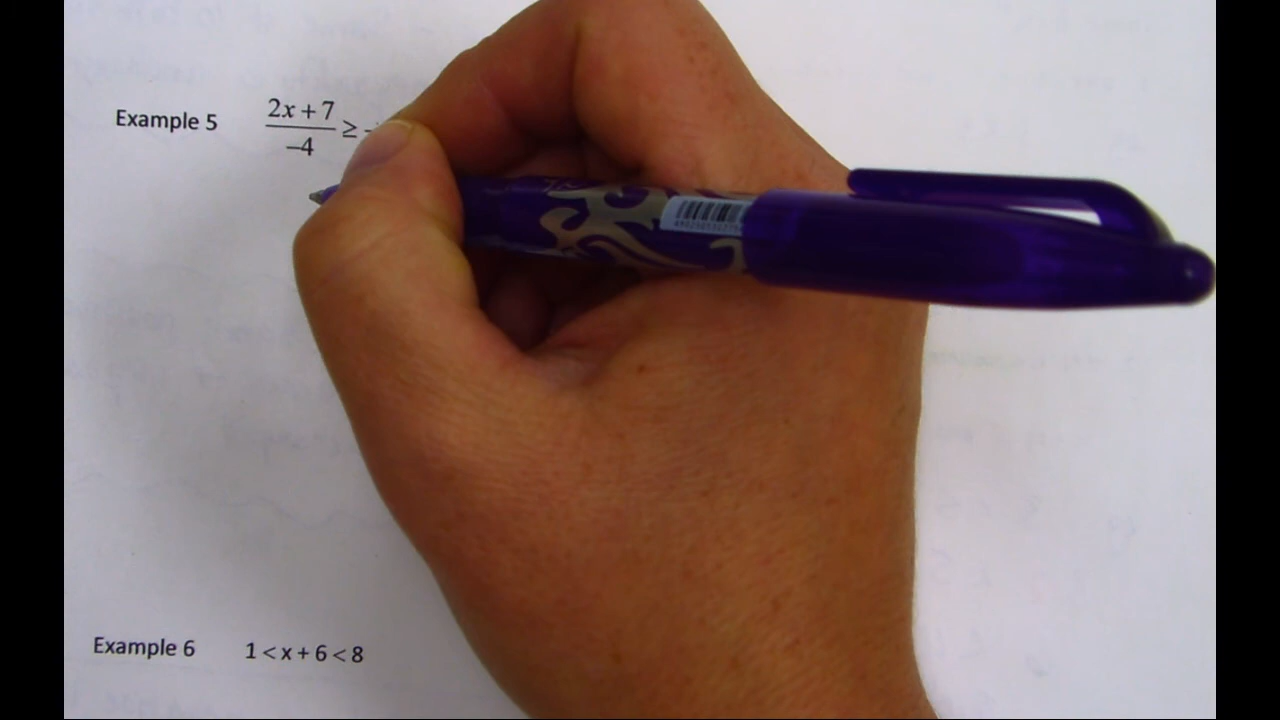 Example 5 (2x + 7)/–4 ≥ –
Example 6 1 < x + 6 < 8